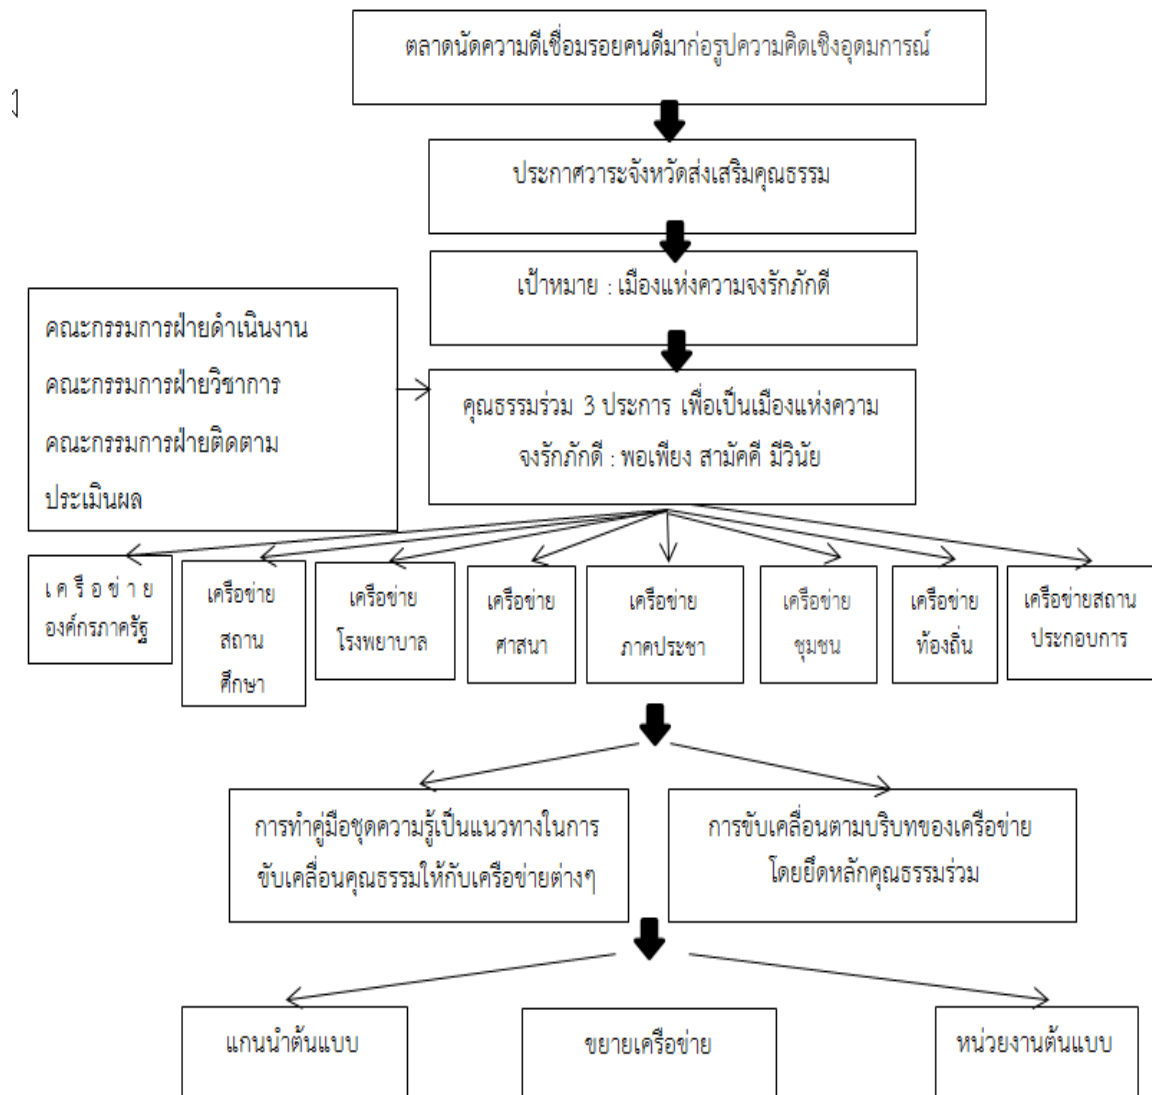 ตลาดนัดความดีเชื่อมรอยคนดีมาก่อรูปความคิดเชิงอุดมการณ์
ประกาศวาระจังหวัดส่งเสริมคุณธรรม
เป้าหมาย : เมืองแห่งความจงรักภักดี
คณะกรรมการฝ่ายดำเนินงาน
คณะกรรมการฝ่ายวิชาการ
คณะกรรมการฝ่ายติดตาม
ประเมินผล
คุณธรรมร่วม 3 ประการ เพื่อเป็นเมืองแห่งความ
จงรักภักดี : พอเพียง สามัคคี มีวินัย
เครือข่าย
องค์กรภาครัฐ
เครือข่าย
สถาน
ศึกษา
เครือข่าย
โรงพยาบาล
เครือข่าย
ศาสนา
เครือข่าย
ภาคประชา
เครือข่าย
ชุมชน
เครือข่าย
ท้องถิ่น
เครือข่ายสถาน
ประกอบการ
การทำคู่มือชุดความรู้เป็นแนวทางในการ
ขับเคลื่อนคุณธรรมให้กับเครือข่ายต่างๆ
การขับเคลื่อนตามบริบทของเครือข่าย
โดยยึดหลักคุณธรรมร่วม
แกนนำต้นแบบ
ขยายเครือข่าย
หน่วยงานต้นแบบ